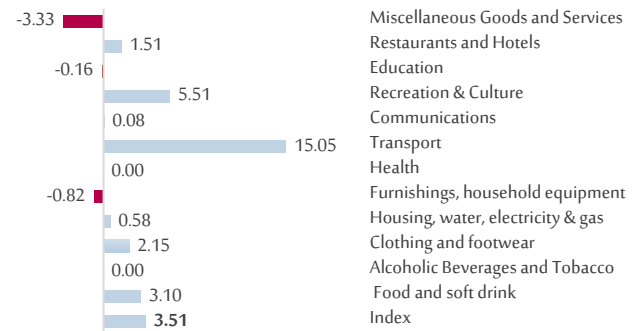 -3.33 Miscellaneous Goods and Services
1.51 Restaurants and Hotels
-0.16 Education
5.51 Recreation & Culture
0.08 Communications
15.05 Transport
0.00 Health
-0.82 Furnishings, household equipment
0.58 Housing, water, electricity & gas
2.15 Clothing and footwear
0.00 Alcoholic Beverages and Tobacco
3.10 Food and soft drink
3.51 Index